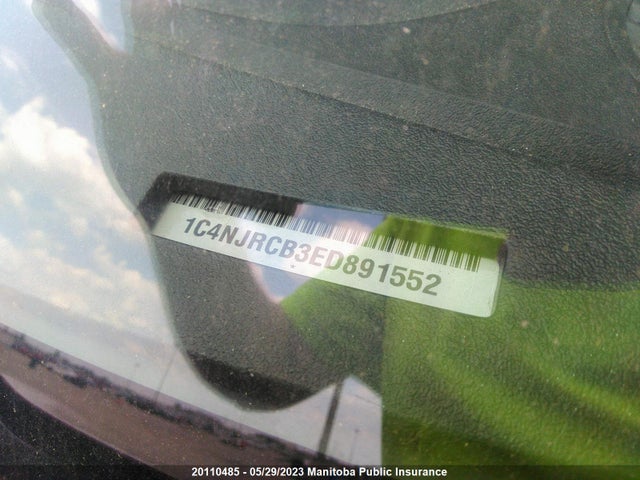 1C4NJRCB3ED891552
20110485 - 05/29/2023 Manitoba Public Insurance